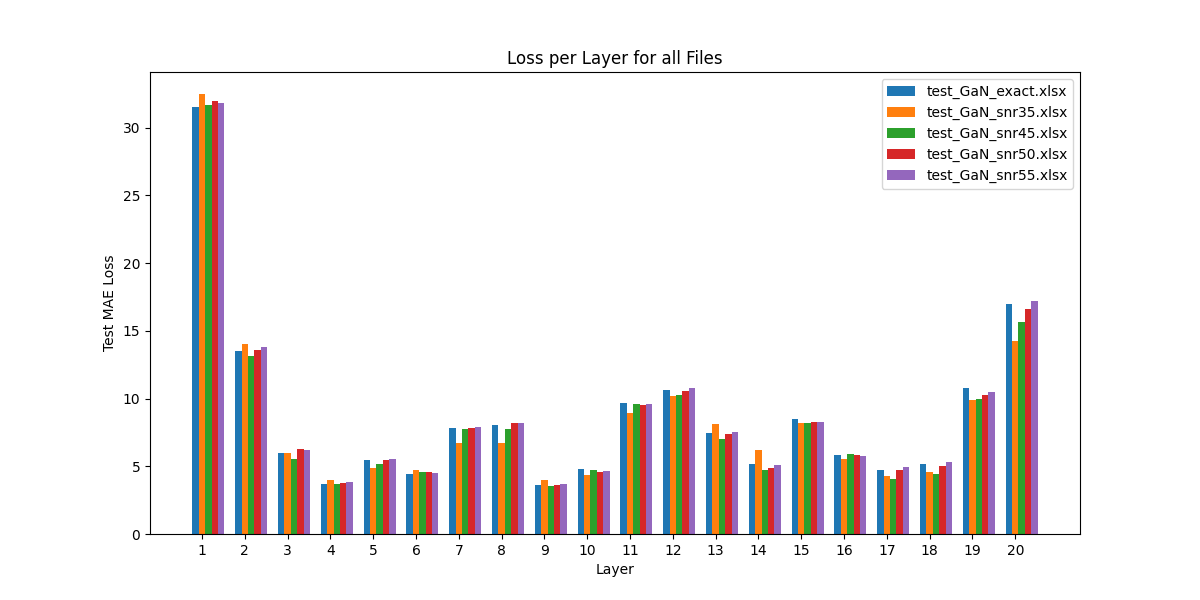 Loss per Layer for all Files
test_GaN_exact.xlsx
test_GaN_snr35.xlsx
test_GaN_snr45.xlsx
test_GaN_snr50.xlsx
test_GaN_snr55.xlsx
Test MAE Loss
30
25
20
15
10
5
0
1 2 3 4 5 6 7 8 9 10 11 12 13 14 15 16 17 18 19 20
Layer